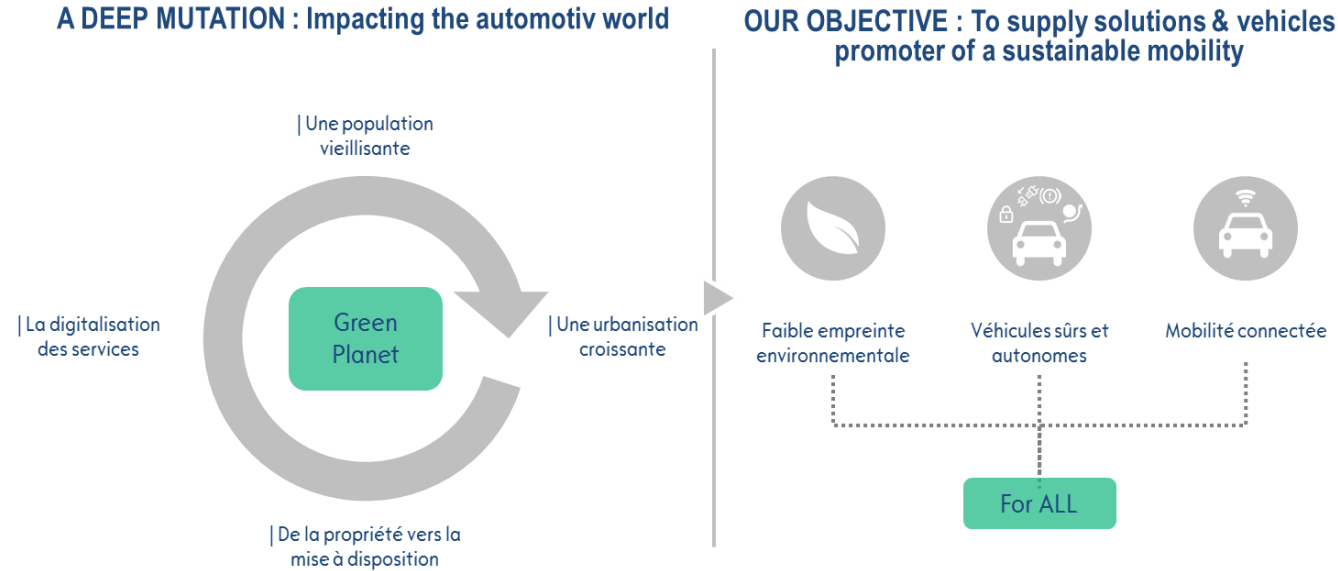 A DEEP MUTATION : Impacting the automotiv world
| Une population
vieillisante
| La digitalisation
des services
Green
Planet
| Une urbanisation
croissante
| De la propriété vers la
mise à disposition
OUR OBJECTIVE : To supply solutions & vehicles
promoter of a sustainable mobility
Faible empreinte
environnementale
Véhicules sûrs et
autonomes
Mobilité connectée
For ALL